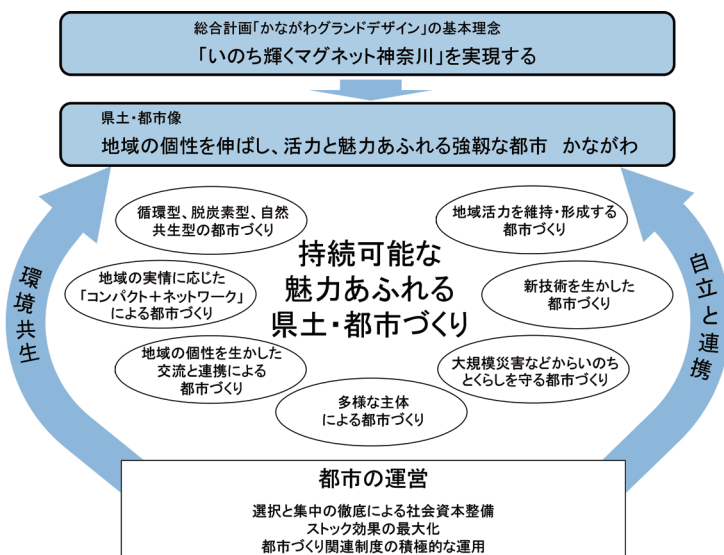 総合計画「かながわグランドデザイン」の基本理念
「いのち輝くマグネット神奈川」を実現する
県土・都市像
地域の個性を伸ばし、活力と魅力あふれる強靱な都市　かながわ
循環型、脱炭素型、自然
共生型の都市づくり
地域活力を維持・形成する
都市づくり
持続可能な
魅力あふれる
県土・都市づくり
環境共生
自立と連携
地域の実情に応じた
「コンパクト＋ネットワーク」
による都市づくり
新技術を生かした
都市づくり
地域の個性を生かした
交流と連携による
都市づくり
大規模災害などからいのち
とくらしを守る都市づくり
多様な主体
による都市づくり
都市の運営
選択と集中の徹底による社会資本整備
ストック効果の最大化
都市づくり関連制度の積極的な運用